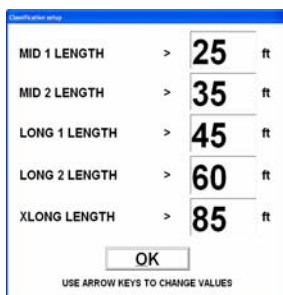 Classification setup
MID 1 LENGTH > 25 ft
MID 2 LENGTH > 35 ft
LONG 1 LENGTH > 45 ft
LONG 2 LENGTH > 60 ft
XLONG LENGTH > 85 ft
OK
USE ARROW KEYS TO CHANGE VALUES